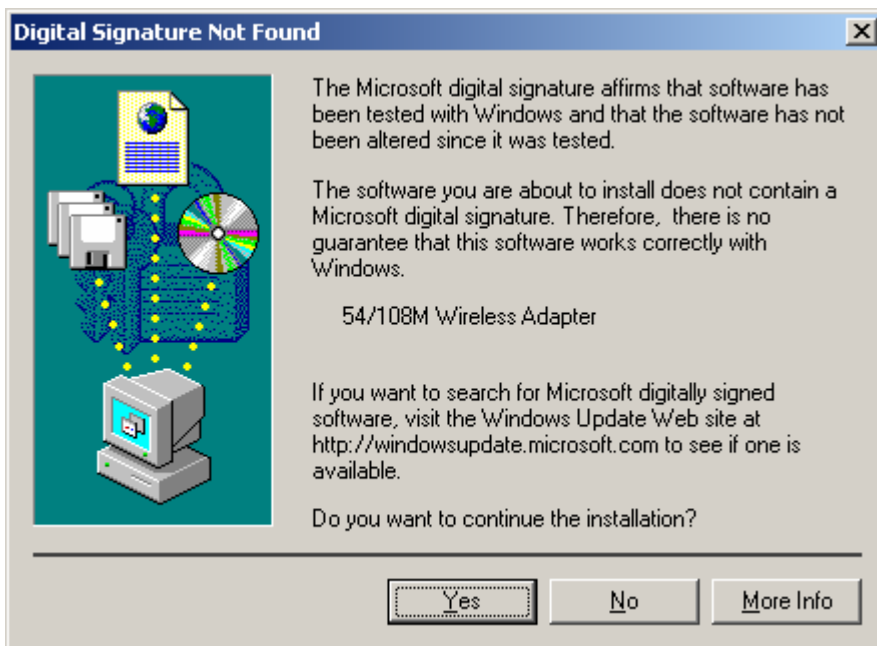 Digital Signature Not Found
The Microsoft digital signature affirms that software has
been tested with Windows and that the software has not
been altered since it was tested.
The software you are about to install does not contain a
Microsoft digital signature. Therefore,  there is no
guarantee that this software works correctly with
Windows.
54/108M Wireless Adapter
If you want to search for Microsoft digitally signed
software, visit the Windows Update Web site at
http://windowsupdate.microsoft.com to see if one is
available.
Do you want to continue the installation?
Yes No More Info